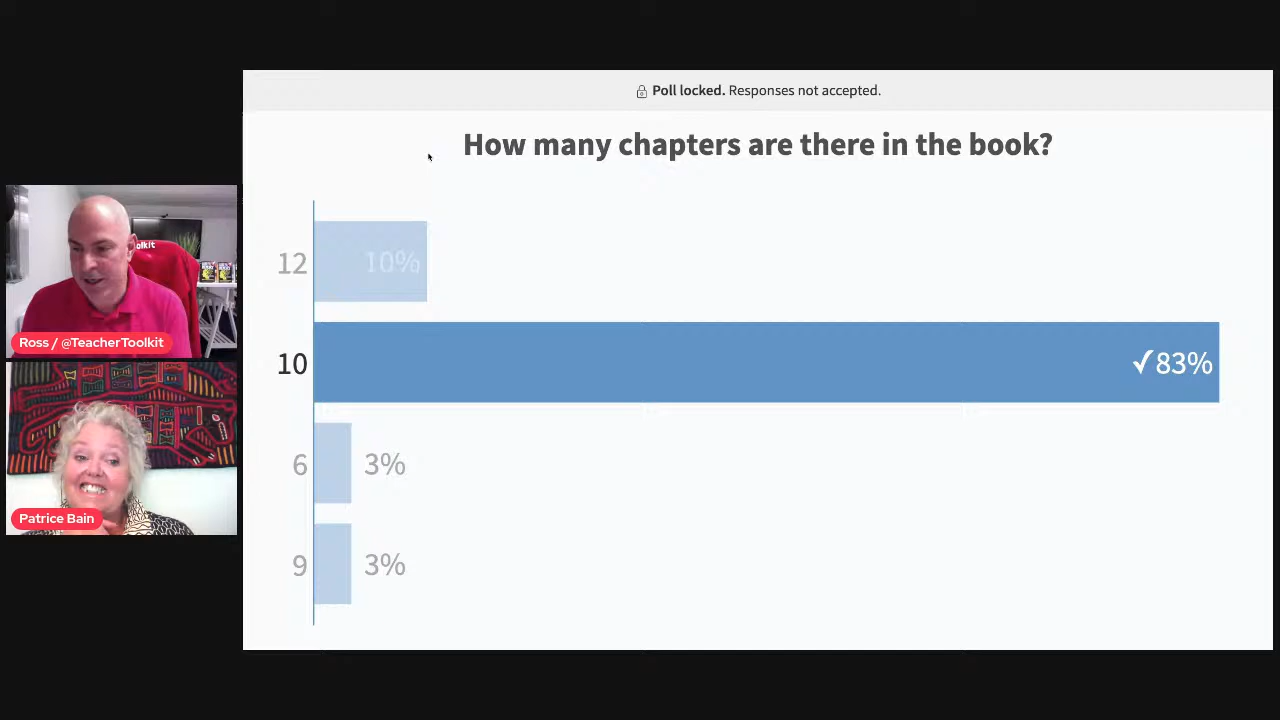 Poll locked. Responses not accepted.
How many chapters are there in the book?
12
10%
10
✓83%
6
3%
9
3%
olkit
Ross / @TeacherToolkit
Patrice Bain